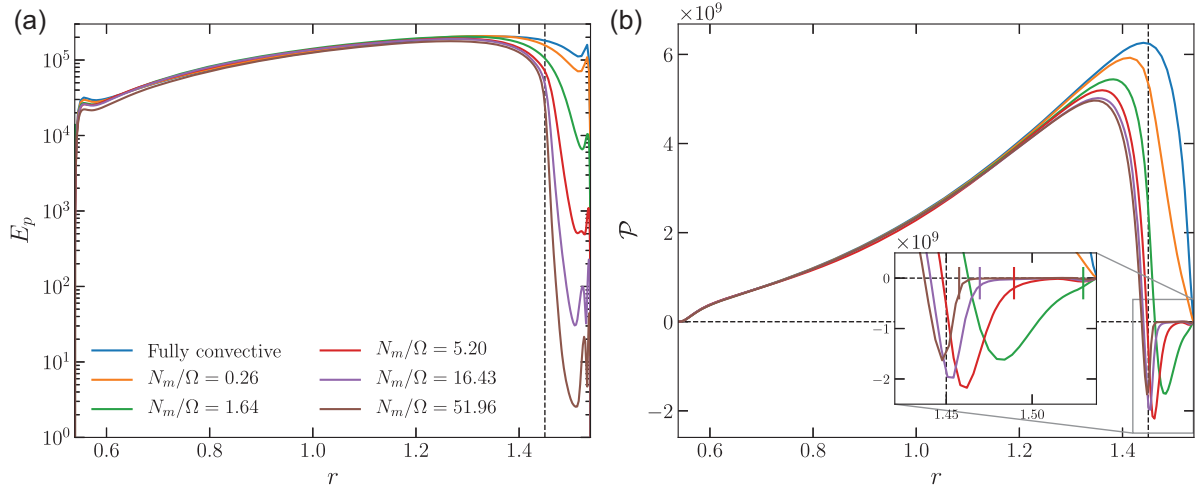 (a)
(b)
×10⁹
10⁵
10⁴
10³
10²
10¹
10⁰
E_p
0.6 0.8 1.0 1.2 1.4
r
Fully convective
N_m/Ω = 0.26
N_m/Ω = 1.64
N_m/Ω = 5.20
N_m/Ω = 16.43
N_m/Ω = 51.96
6
4
2
0
−2
𝒫
0.6 0.8 1.0 1.2 1.4
r
×10⁹
0
−1
−2
1.45 1.50